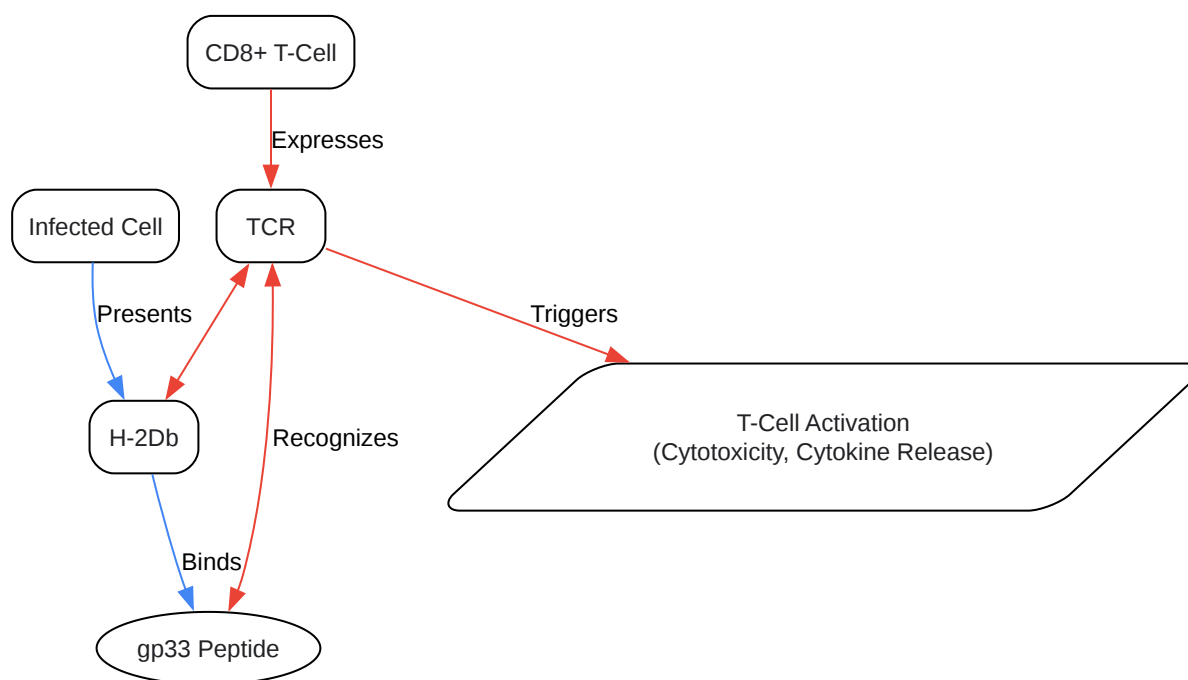 CD8+ T-Cell
Expresses
Infected Cell
TCR
Presents
Triggers
H-2Db
Recognizes
T-Cell Activation
(Cytotoxicity, Cytokine Release)
Binds
gp33 Peptide